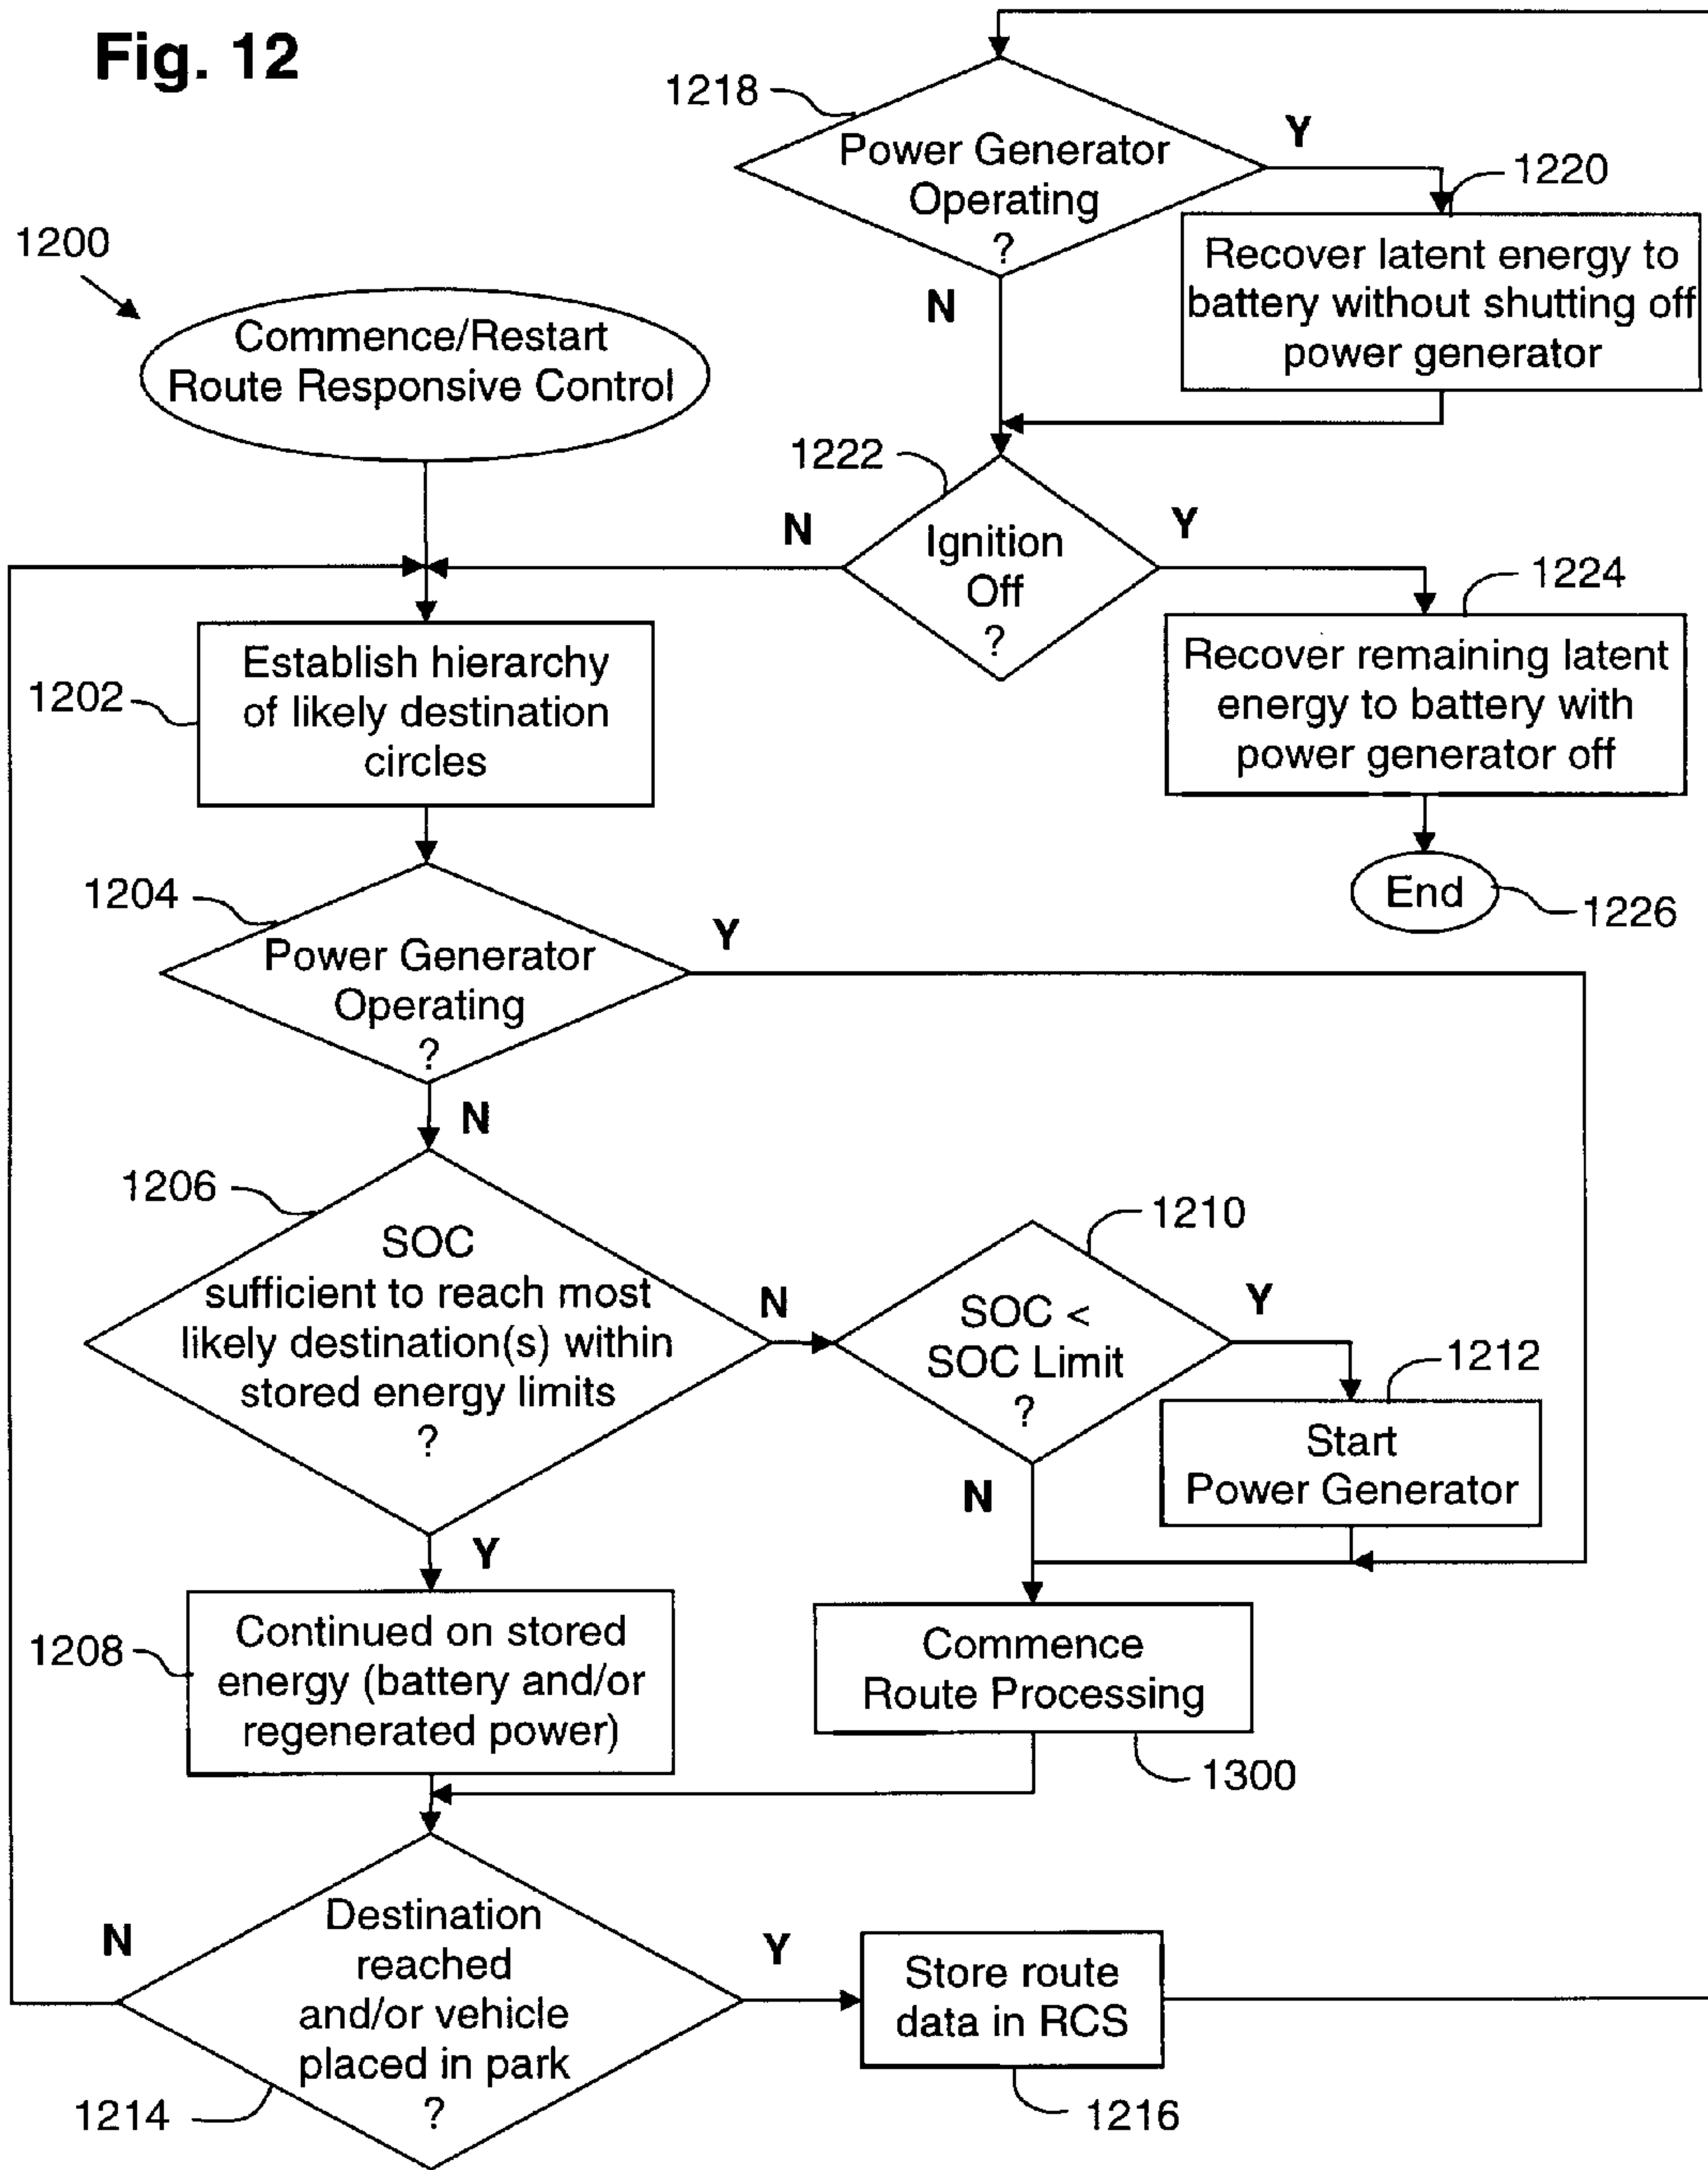 Fig. 12
1218
Power Generator
Operating
?
Y
N
1220
Recover latent energy to
battery without shutting off
power generator
1200
Commence/Restart
Route Responsive Control
1222
Ignition
Off
?
N
Y
1224
Recover remaining latent
energy to battery with
power generator off
End
1226
1202
Establish hierarchy
of likely destination
circles
1204
Power Generator
Operating
?
Y
N
1206
SOC
sufficient to reach most
likely destination(s) within
stored energy limits
?
N
Y
1210
SOC <
SOC Limit
?
Y
N
1212
Start
Power Generator
1208
Continued on stored
energy (battery and/or
regenerated power)
Commence
Route Processing
1300
1214
Destination
reached
and/or vehicle
placed in park
?
N
Y
Store route
data in RCS
1216